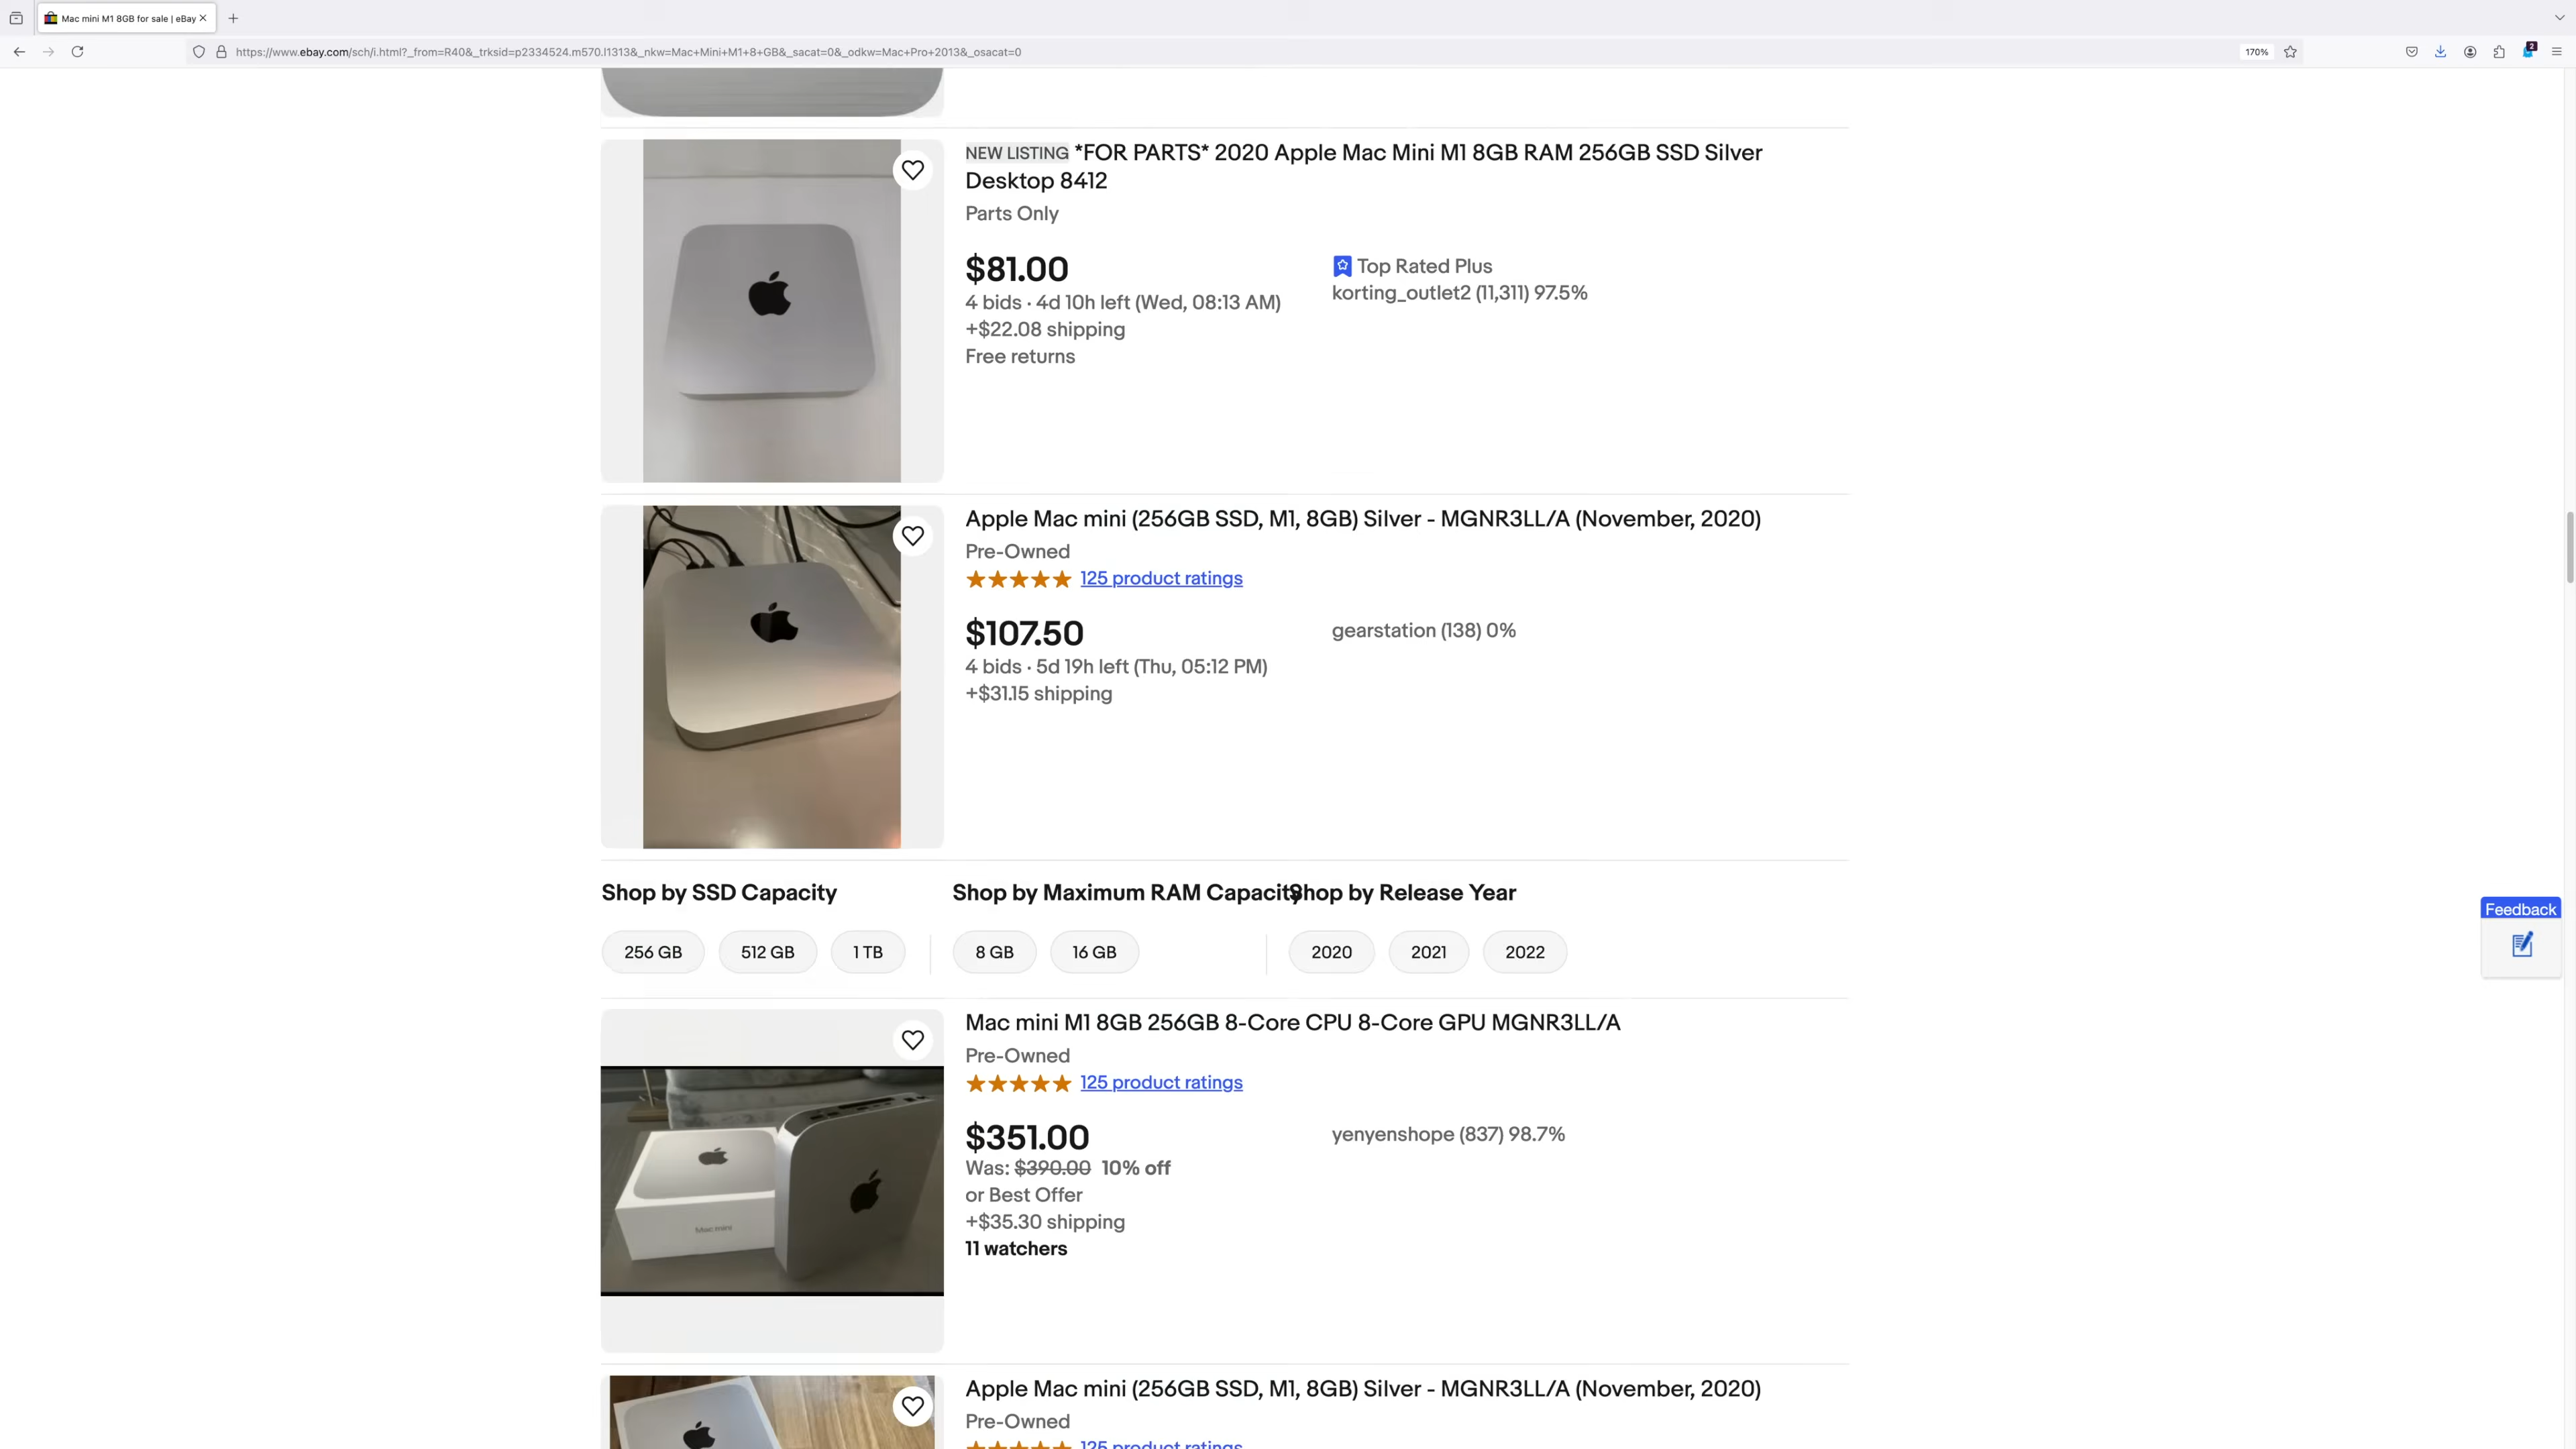 Mac mini M1 8GB for sale | eBay
https://www.ebay.com/sch/i.html?_from=R40&_trksid=p2334524.m570.l1313&_nkw=Mac+Mini+M1+8+GB&_sacat=0&_odkw=Mac+Pro+2013&_osacat=0
170%
2
NEW LISTING *FOR PARTS* 2020 Apple Mac Mini M1 8GB RAM 256GB SSD Silver
Desktop 8412
Parts Only
$81.00
Top Rated Plus
korting_outlet2 (11,311) 97.5%
4 bids · 4d 10h left (Wed, 08:13 AM)
+$22.08 shipping
Free returns
Apple Mac mini (256GB SSD, M1, 8GB) Silver - MGNR3LL/A (November, 2020)
Pre-Owned
125 product ratings
$107.50
gearstation (138) 0%
4 bids · 5d 19h left (Thu, 05:12 PM)
+$31.15 shipping
Shop by SSD Capacity
Shop by Maximum RAM Capacity
Shop by Release Year
256 GB
512 GB
1 TB
8 GB
16 GB
2020
2021
2022
Feedback
Mac mini M1 8GB 256GB 8-Core CPU 8-Core GPU MGNR3LL/A
Pre-Owned
125 product ratings
$351.00
yenyenshope (837) 98.7%
Was: $390.00 10% off
or Best Offer
+$35.30 shipping
11 watchers
Mac mini
Apple Mac mini (256GB SSD, M1, 8GB) Silver - MGNR3LL/A (November, 2020)
Pre-Owned
125 product ratings